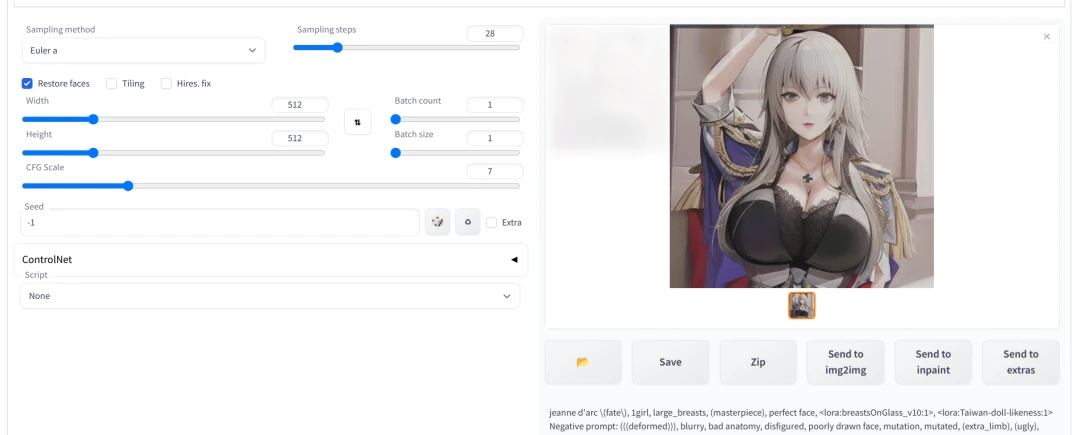 Sampling method
Sampling steps
28
Euler a
Restore faces
Tiling
Hires. fix
Width
512
Batch count
1
Height
512
Batch size
1
CFG Scale
7
Seed
-1
Extra
ControlNet
Script
None
Save
Zip
Send to
img2img
Send to
inpaint
Send to
extras
jeanne d'arc \(fate\), 1girl, large_breasts, (masterpiece), perfect face, <lora:breastsOnGlass_v10:1>, <lora:Taiwan-doll-likeness:1>
Negative prompt: (((deformed))), blurry, bad anatomy, disfigured, poorly drawn face, mutation, mutated, (extra_limb), (ugly),